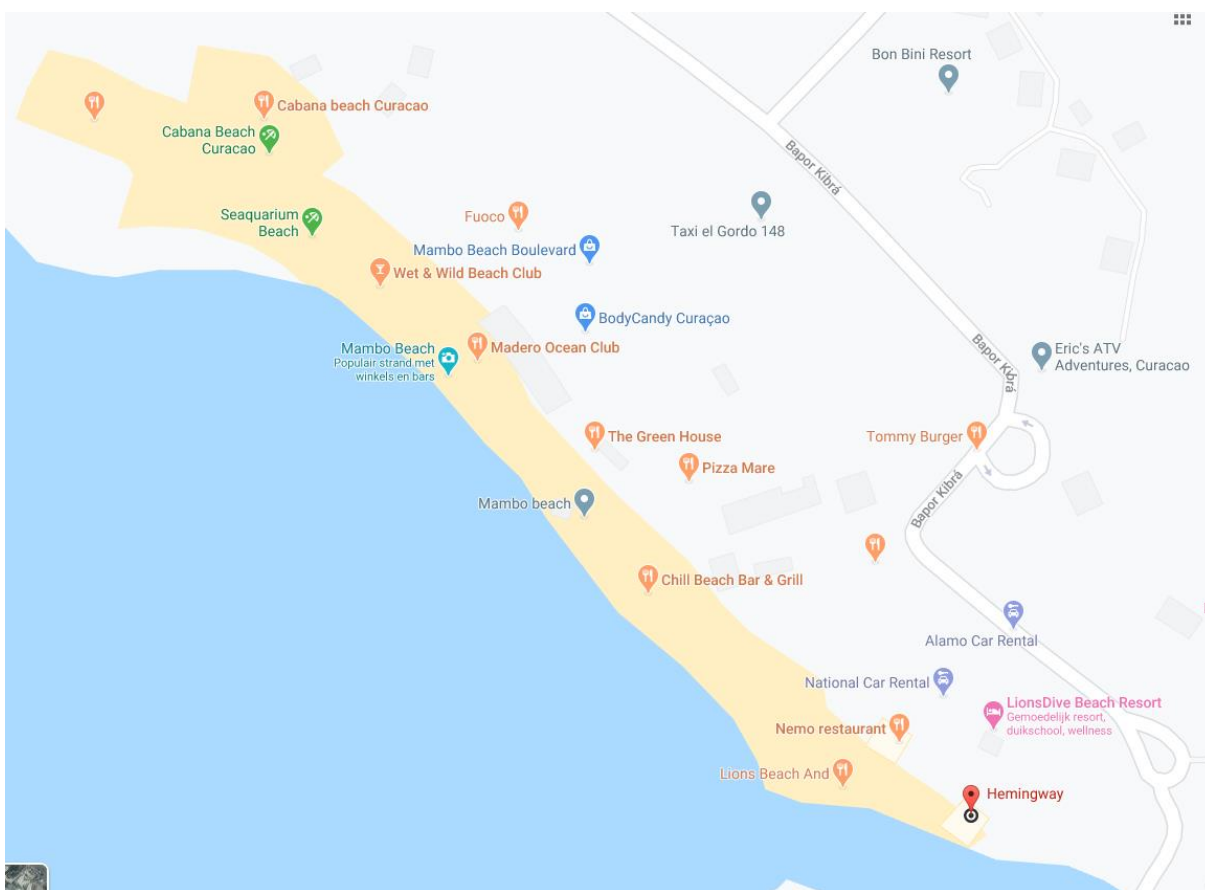 Bon Bini Resort
Cabana beach Curacao
Cabana Beach
Curacao
Bapor Kibrá
Seaquarium
Beach
Fuoco
Taxi el Gordo 148
Mambo Beach Boulevard
Wet & Wild Beach Club
BodyCandy Curaçao
Mambo Beach
Populair strand met
winkels en bars
Madero Ocean Club
Bapor Kibrá
Eric's ATV
Adventures, Curacao
The Green House
Tommy Burger
Pizza Mare
Mambo beach
Bapor Kibrá
Chill Beach Bar & Grill
Alamo Car Rental
National Car Rental
LionsDive Beach Resort
Gemoedelijk resort,
duikschool, wellness
Nemo restaurant
Lions Beach And
Hemingway